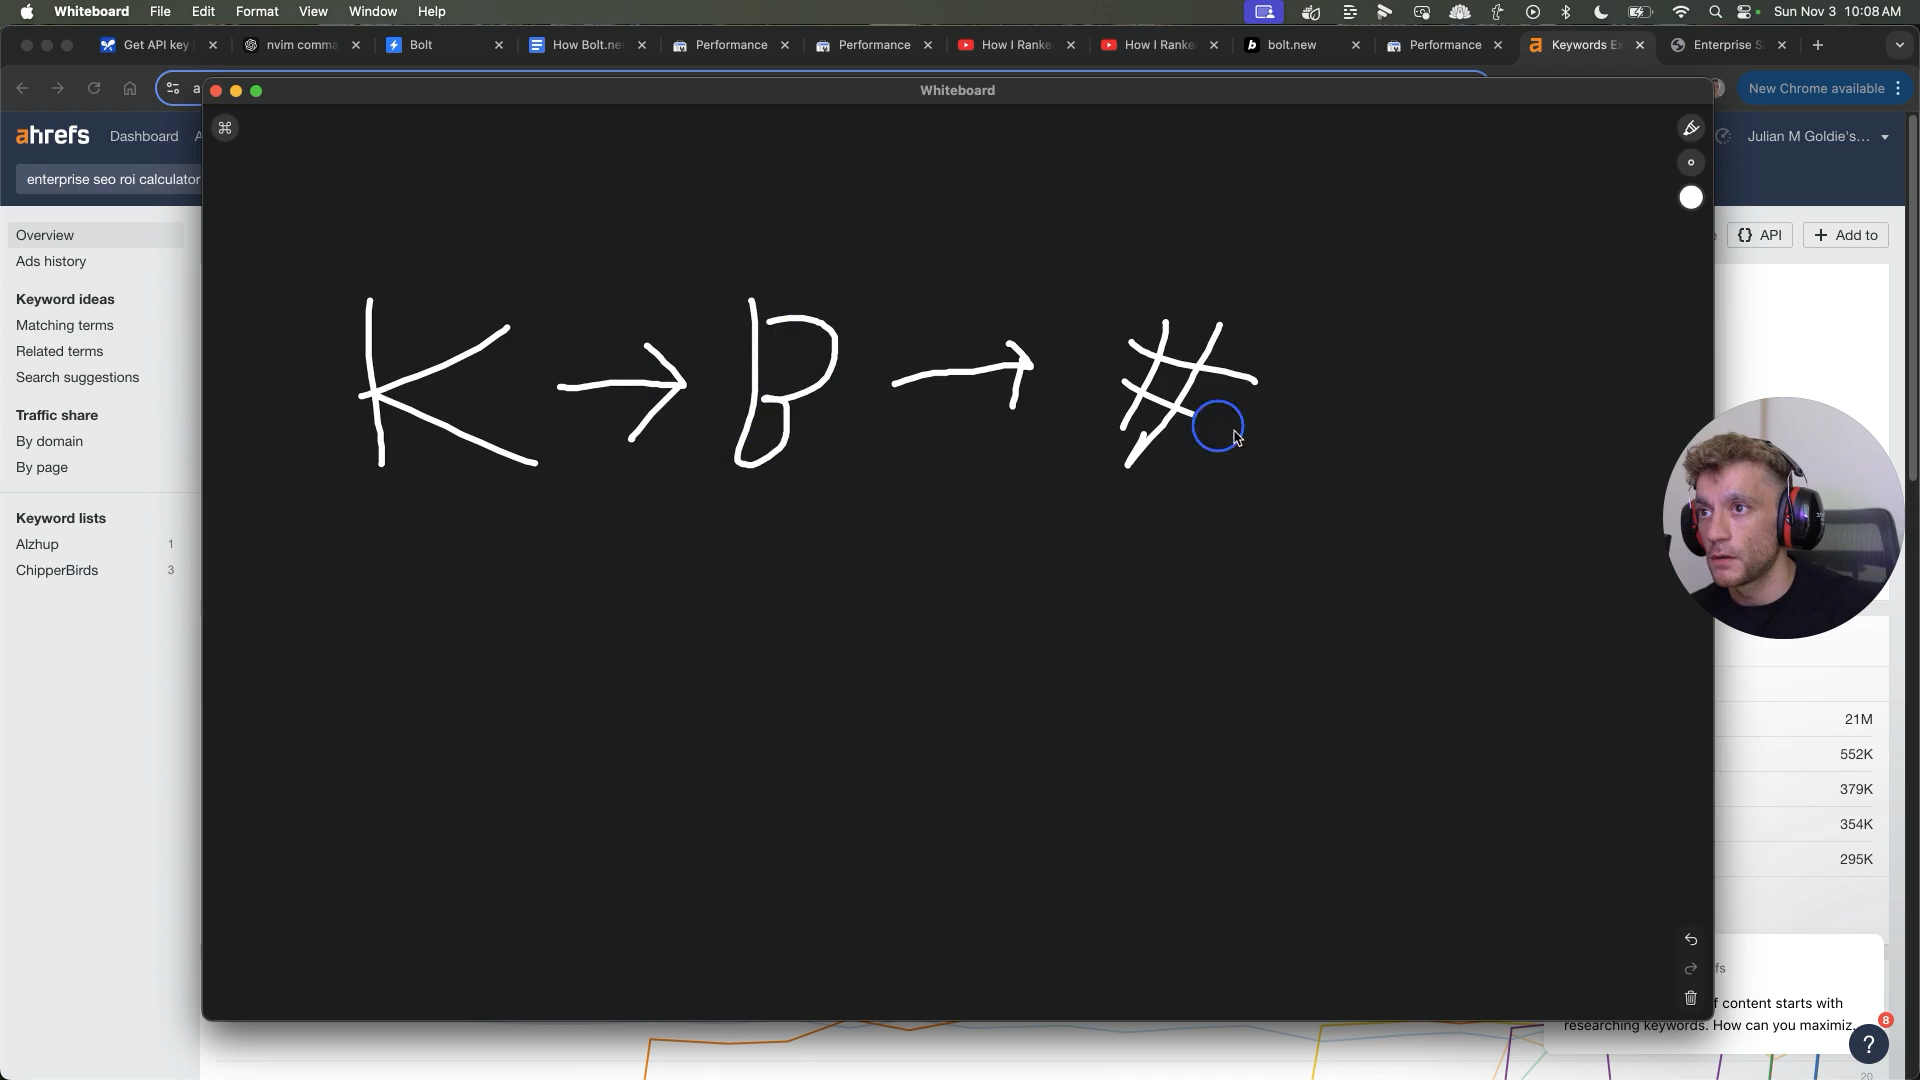 Whiteboard File Edit Format View Window Help Sun Nov 3 10:08 AM
Get API key nvim comma Bolt How Bolt.ne Performance Performance How I Ranke How I Ranke bolt.new Performance Keywords Ex Enterprise S
a Whiteboard New Chrome available
ahrefs Dashboard A Julian M Goldie's...
enterprise seo roi calculator
Overview
API Add to
Ads history
Keyword ideas
Matching terms
Related terms
Search suggestions
Traffic share
By domain
By page
Keyword lists
Alzhup 1
ChipperBirds 3
K → B → #
21M
552K
379K
354K
295K
fs
f content starts with
researching keywords. How can you maximiz...
8
?
20